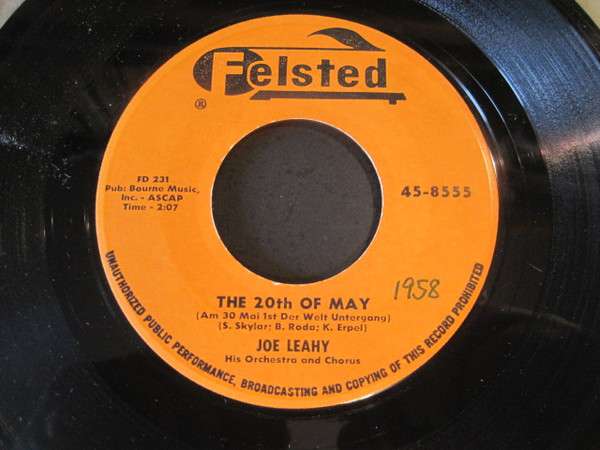 Felsted
®
FD 231
Pub: Bourne Music,
Inc. - ASCAP
Time - 2:07
45-8555
THE 20th OF MAY
(Am 30 Mai 1st Der Welt Untergang)
(S. Skylar; B. Roda; K. Erpel)
JOE LEAHY
His Orchestra and Chorus
1958
UNAUTHORIZED PUBLIC PERFORMANCE, BROADCASTING AND COPYING OF THIS RECORD PROHIBITED